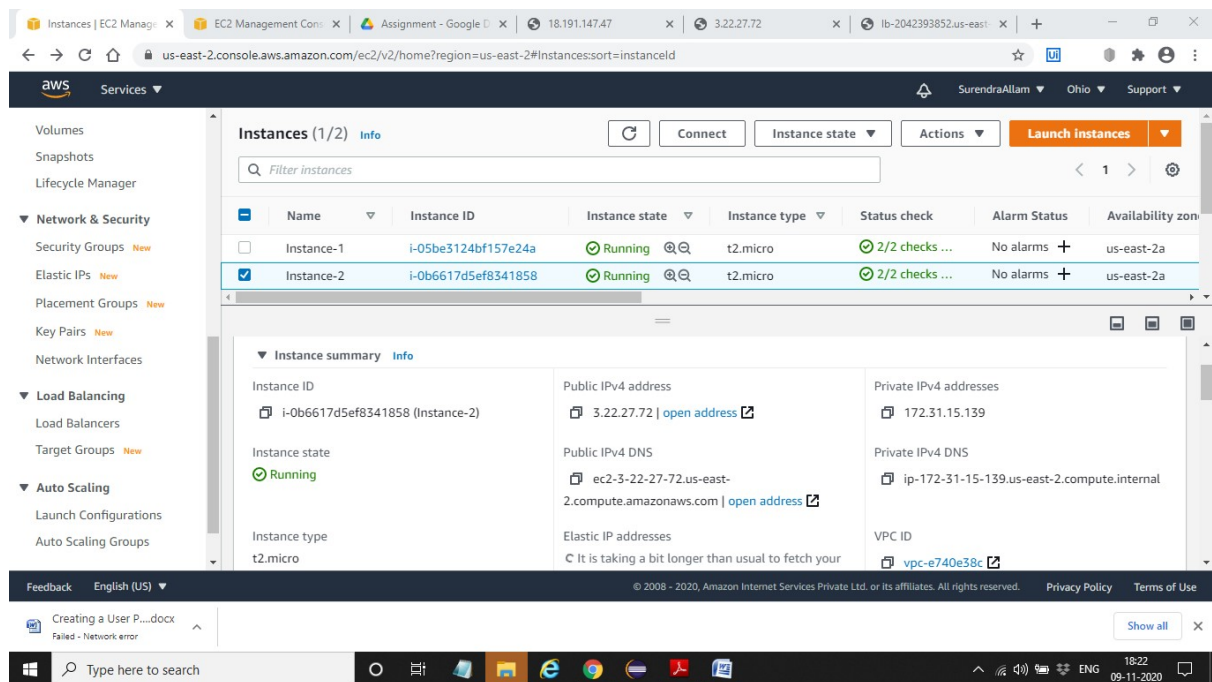 Instances | EC2 Manage
EC2 Management Cons
Assignment - Google D
18.191.147.47
3.22.27.72
lb-2042393852.us-east-
us-east-2.console.aws.amazon.com/ec2/v2/home?region=us-east-2#Instances:sort=instanceId
Ui
aws
Services ▼
SurendraAllam ▼
Ohio ▼
Support ▼
Volumes
Snapshots
Lifecycle Manager
▼ Network & Security
Security Groups New
Elastic IPs New
Placement Groups New
Key Pairs New
Network Interfaces
▼ Load Balancing
Load Balancers
Target Groups New
▼ Auto Scaling
Launch Configurations
Auto Scaling Groups
Instances (1/2) Info
Connect
Instance state ▼
Actions ▼
Launch instances ▼
Filter instances
1
Name Instance ID Instance state Instance type Status check Alarm Status Availability zon
Instance-1 i-05be3124bf157e24a Running t2.micro 2/2 checks ... No alarms + us-east-2a
Instance-2 i-0b6617d5ef8341858 Running t2.micro 2/2 checks ... No alarms + us-east-2a
▼ Instance summary Info
Instance ID
i-0b6617d5ef8341858 (Instance-2)
Public IPv4 address
3.22.27.72 | open address
Private IPv4 addresses
172.31.15.139
Instance state
Running
Public IPv4 DNS
ec2-3-22-27-72.us-east-
2.compute.amazonaws.com | open address
Private IPv4 DNS
ip-172-31-15-139.us-east-2.compute.internal
Instance type
t2.micro
Elastic IP addresses
It is taking a bit longer than usual to fetch your
VPC ID
vpc-e740e38c
Feedback
English (US) ▼
© 2008 - 2020, Amazon Internet Services Private Ltd. or its affiliates. All rights reserved.
Privacy Policy
Terms of Use
Creating a User P....docx
Failed - Network error
Show all
Type here to search
ENG
18:22
09-11-2020